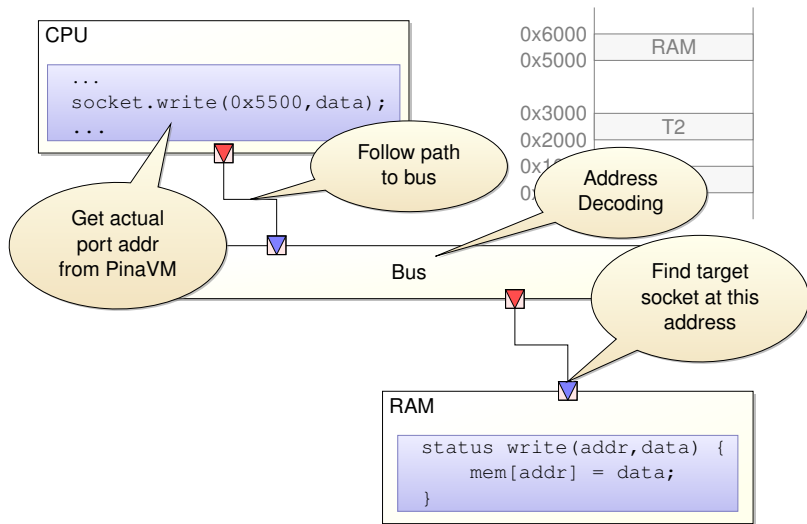 CPU
...
socket.write(0x5500,data);
...
0x6000
RAM
0x5000
0x3000
T2
0x2000
Follow path
to bus
Address
Decoding
Get actual
port addr
from PinaVM
Bus
Find target
socket at this
address
RAM
status write(addr,data) {
mem[addr] = data;
}